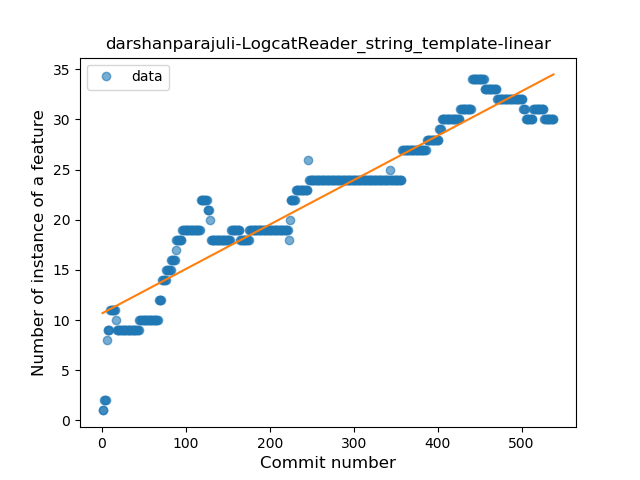 darshanparajuli-LogcatReader_string_template-linear
data
Number of instance of a feature
35
30
25
20
15
10
5
0
0 100 200 300 400 500
Commit number